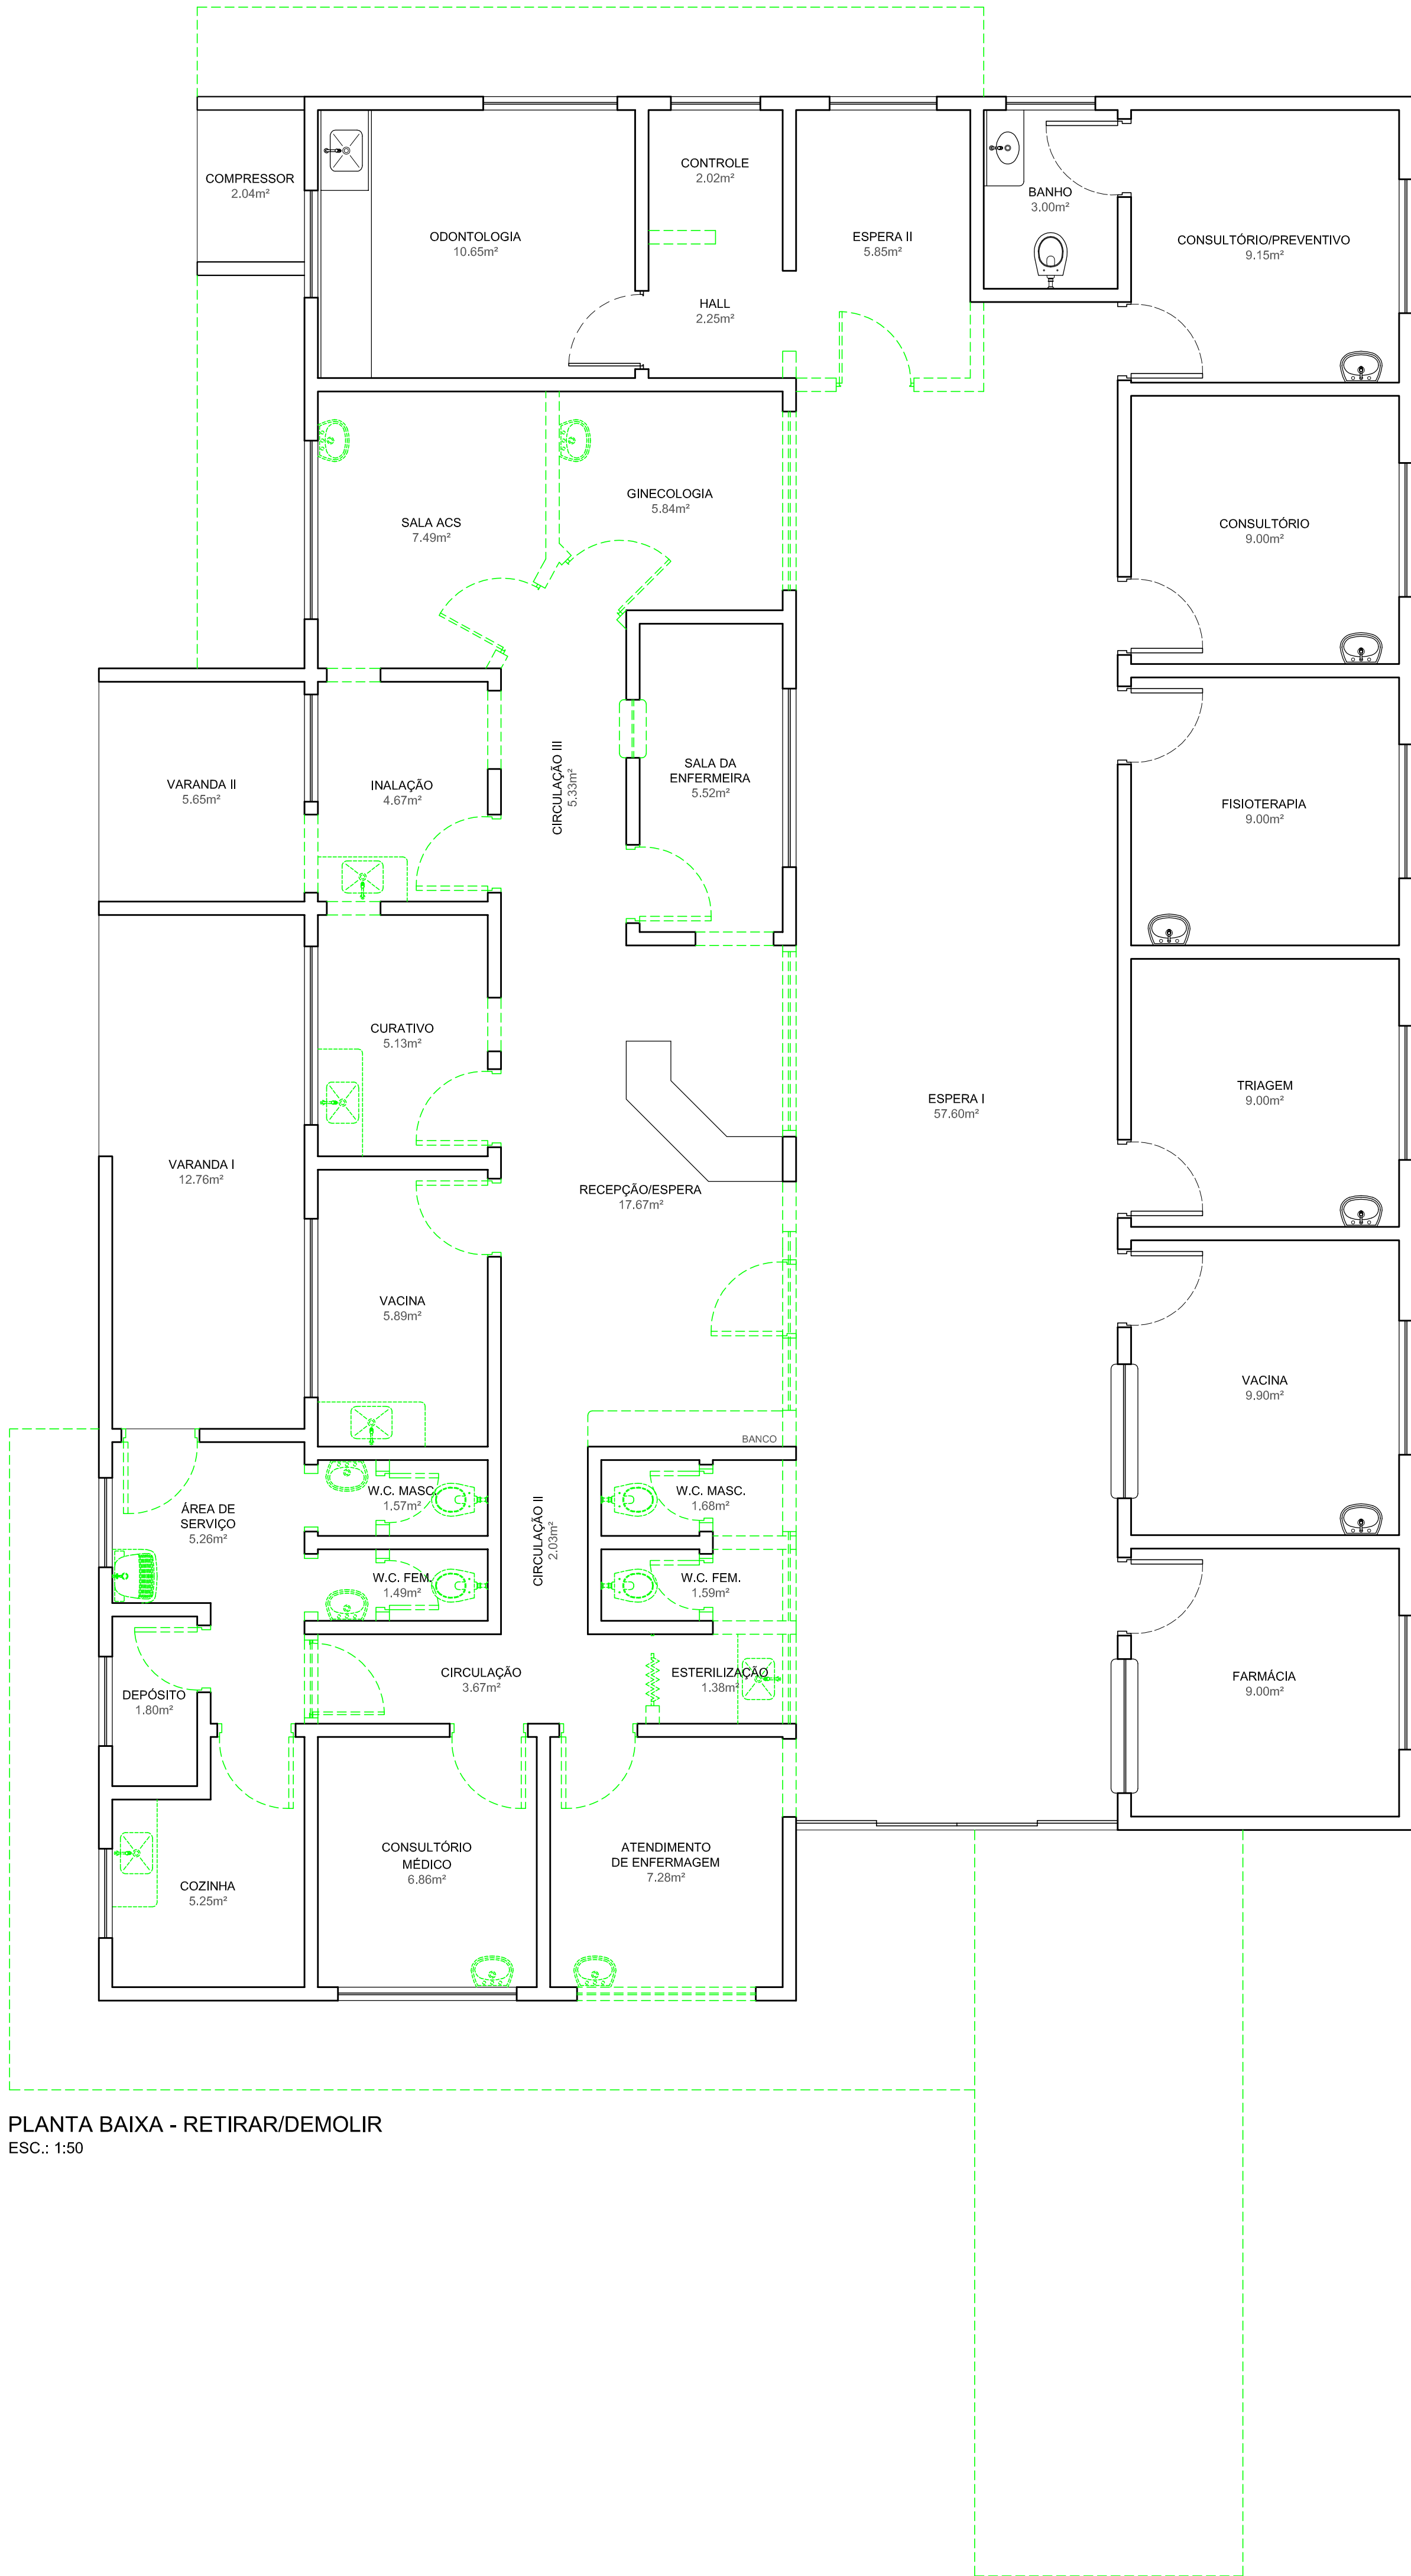 CONTROLE
2.02m²
COMPRESSOR
2.04m²
BANHO
3.00m²
ODONTOLOGIA
10.65m²
ESPERA II
5.85m²
CONSULTÓRIO/PREVENTIVO
9.15m²
HALL
2,25m²
GINECOLOGIA
5.84m²
SALA ACS
7.49m²
CONSULTÓRIO
9.00m²
CIRCULAÇÃO III
5.33m²
SALA DA
ENFERMEIRA
5.52m²
VARANDA II
5.65m²
INALAÇÃO
4.67m²
FISIOTERAPIA
9.00m²
CURATIVO
5.13m²
TRIAGEM
9.00m²
ESPERA I
57.60m²
VARANDA I
12.76m²
RECEPÇÃO/ESPERA
17.67m²
VACINA
5.89m²
VACINA
9.90m²
BANCO
W.C. MASC.
1.57m²
W.C. MASC.
1,68m²
ÁREA DE
SERVIÇO
5,26m²
CIRCULAÇÃO II
2.03m²
W.C. FEM.
1.49m²
W.C. FEM.
1.59m²
CIRCULAÇÃO
3.67m²
ESTERILIZAÇÃO
1.38m²
FARMÁCIA
9.00m²
DEPÓSITO
1.80m²
CONSULTÓRIO
MÉDICO
6.86m²
ATENDIMENTO
DE ENFERMAGEM
7.28m²
COZINHA
5.25m²
PLANTA BAIXA - RETIRAR/DEMOLIR
ESC.: 1:50